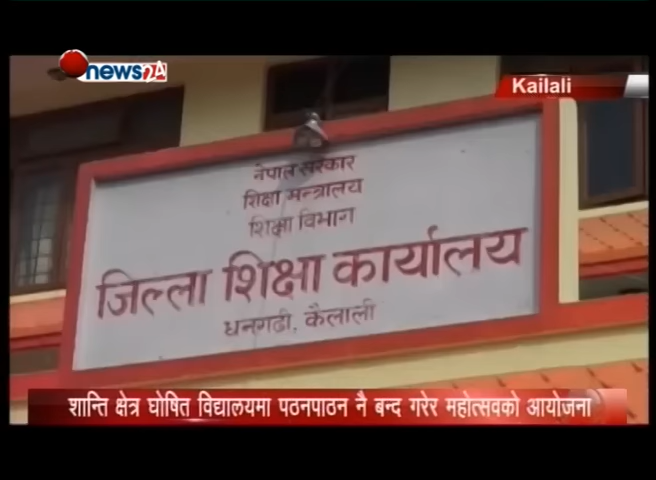 news24
Kailali
नेपाल सरकार
शिक्षा मन्त्रालय
शिक्षा विभाग
जिल्ला शिक्षा कार्यालय
धनगढी, कैलाली
शान्ति क्षेत्र घोषित विद्यालयमा पठनपाठन नै बन्द गरेर महोत्सवको आयोजना